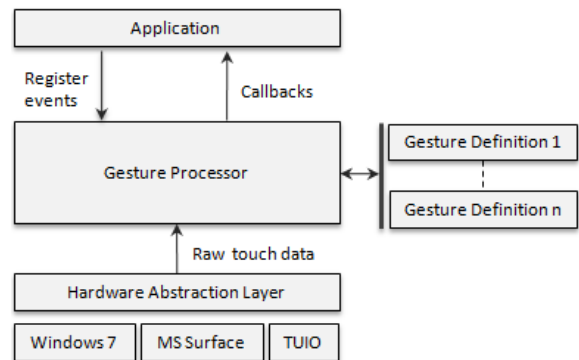 Application
Register
events
Callbacks
Gesture Processor
Gesture Definition 1
Gesture Definition n
Raw touch data
Hardware Abstraction Layer
Windows 7
MS Surface
TUIO